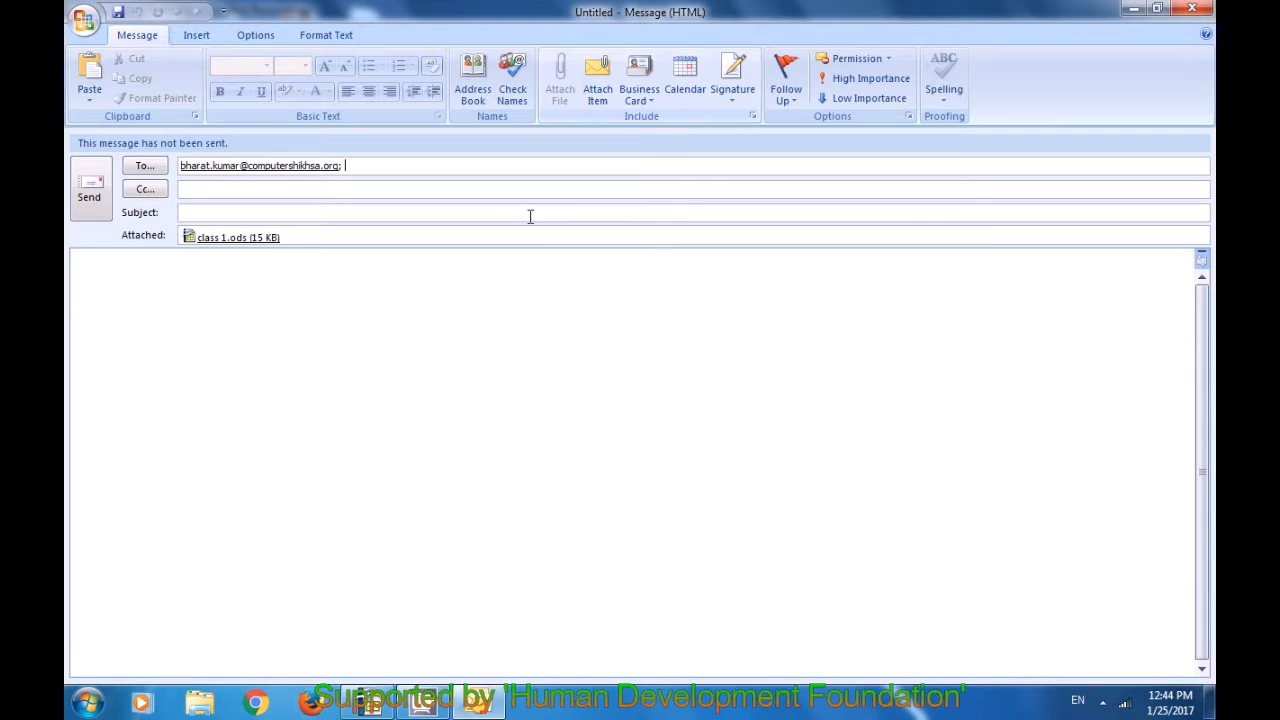 Untitled - Message (HTML)
Message Insert Options Format Text
Paste
Cut
Copy
Format Painter
Clipboard
B I U
Basic Text
Address Book
Check Names
Names
Attach File
Attach Item
Business Card
Calendar
Signature
Include
Follow Up
Permission
High Importance
Low Importance
Options
ABC
Spelling
Proofing
This message has not been sent.
Send
To... bharat.kumar@computershikhsa.org;
Cc...
Subject:
Attached: class 1.ods (15 KB)
Supported by 'Human Development Foundation'
EN
12:44 PM
1/25/2017